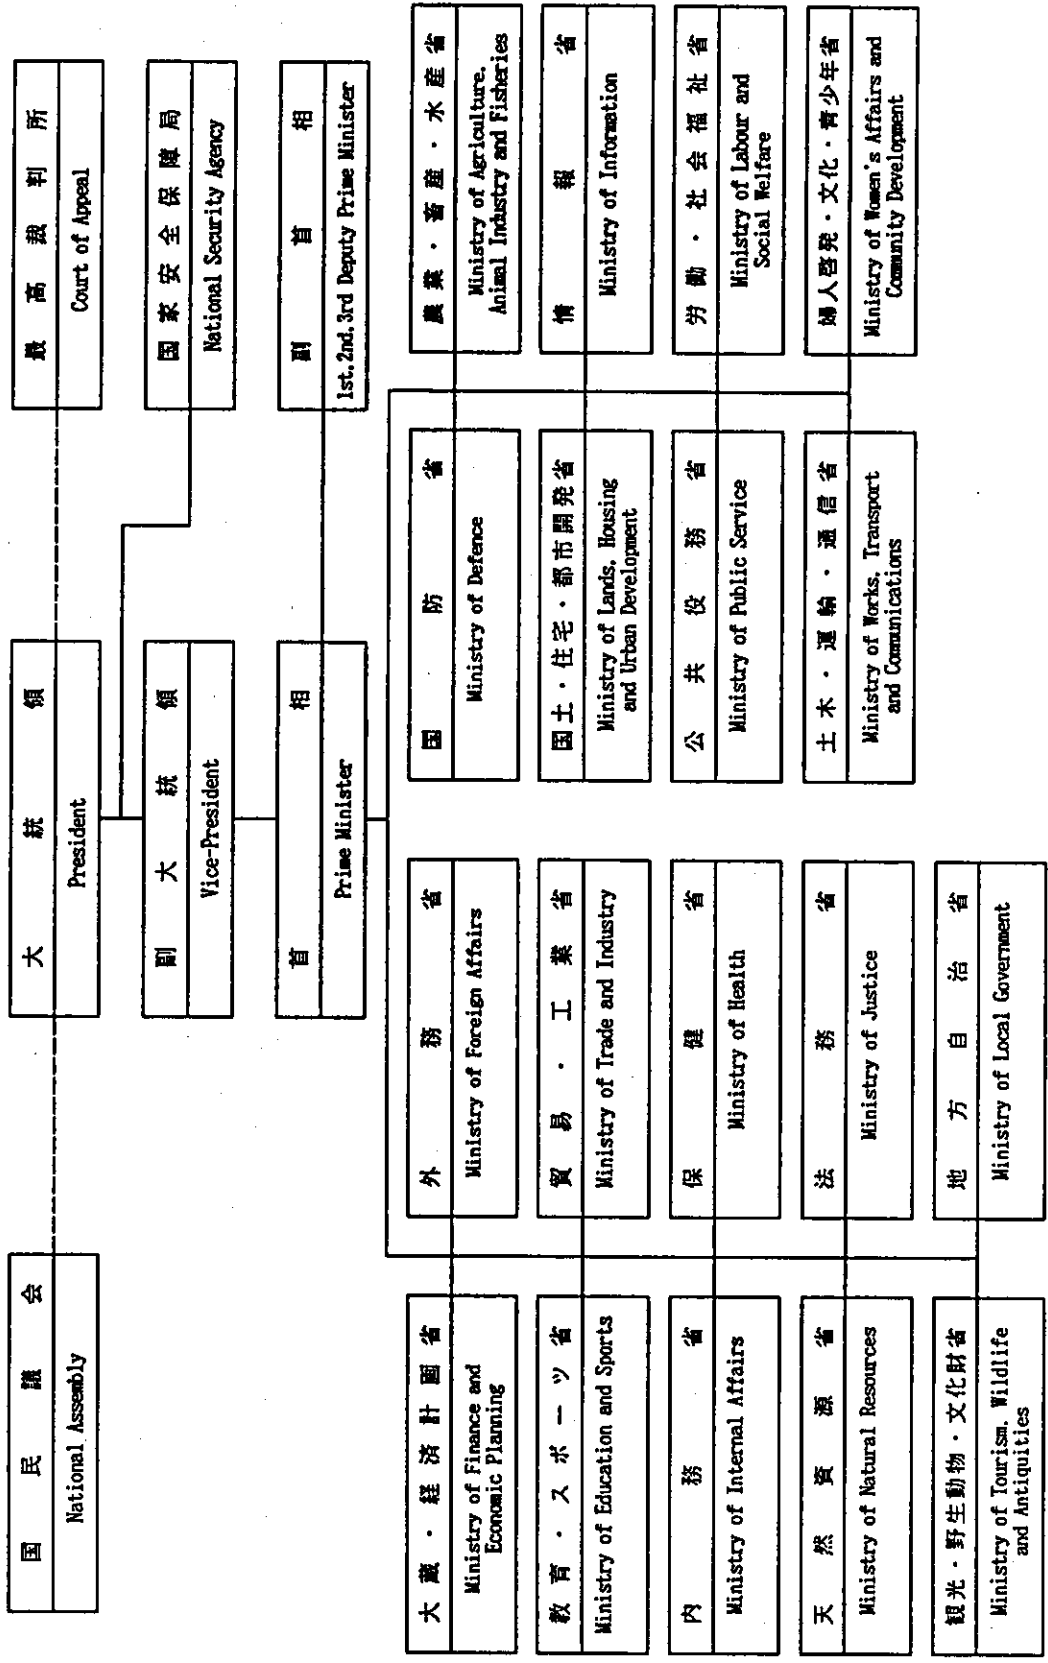 国民議会
National Assembly
大統領
President
最高裁判所
Court of Appeal
副大統領
Vice-President
国家安全保障局
National Security Agency
首相
Prime Minister
副首相
1st.2nd.3rd Deputy Prime Minister
大蔵・経済計画省
Ministry of Finance and
Economic Planning
外務省
Ministry of Foreign Affairs
国防省
Ministry of Defence
農業・畜産・水産省
Ministry of Agriculture,
Animal Industry and Fisheries
教育・スポーツ省
Ministry of Education and Sports
貿易・工業省
Ministry of Trade and Industry
国土・住宅・都市開発省
Ministry of Lands, Housing
and Urban Development
情報省
Ministry of Information
内務省
Ministry of Internal Affairs
保健省
Ministry of Health
公共役務省
Ministry of Public Service
労働・社会福祉省
Ministry of Labour and
Social Welfare
天然資源省
Ministry of Natural Resources
法務省
Ministry of Justice
土木・運輸・通信省
Ministry of Works, Transport
and Communications
婦人啓発・文化・青少年省
Ministry of Women's Affairs and
Community Development
観光・野生動物・文化財省
Ministry of Tourism, Wildlife
and Antiquities
地方自治省
Ministry of Local Government